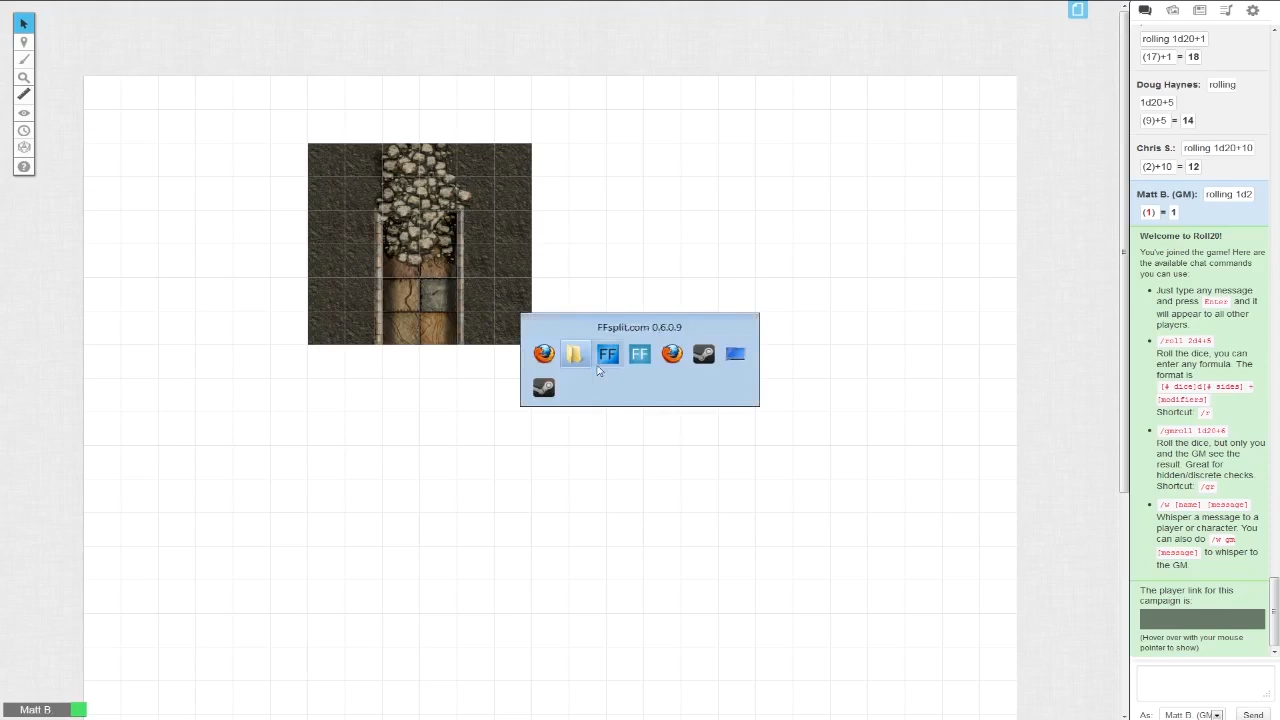 rolling 1d20+1
(17)+1 = 18
Doug Haynes: rolling
1d20+5
(9)+5 = 14
Chris S.: rolling 1d20+10
(2)+10 = 12
Matt B. (GM): rolling 1d2
(1) = 1
Welcome to Roll20!
You've joined the game! Here are
the available chat commands
you can use:
Just type any message
and press Enter and it
will appear to all other
players.
/roll 2d4+5
Roll the dice, you can
enter any formula. The
format is
[# dice]d[# sides] +
[modifiers]
Shortcut: /r
/gmroll 1d20+6
Roll the dice, but only you
and the GM see the
result. Great for
hidden/discrete checks.
Shortcut: /gr
/w [name] [message]
Whisper a message to a
player or character. You
can also do /w gm
[message] to whisper to
the GM.
The player link for this
campaign is:
(Hover over with your mouse
pointer to show)
As: Matt B. (GM
Send
FFsplit.com 0.6.0.9
FF
FF
Matt B.